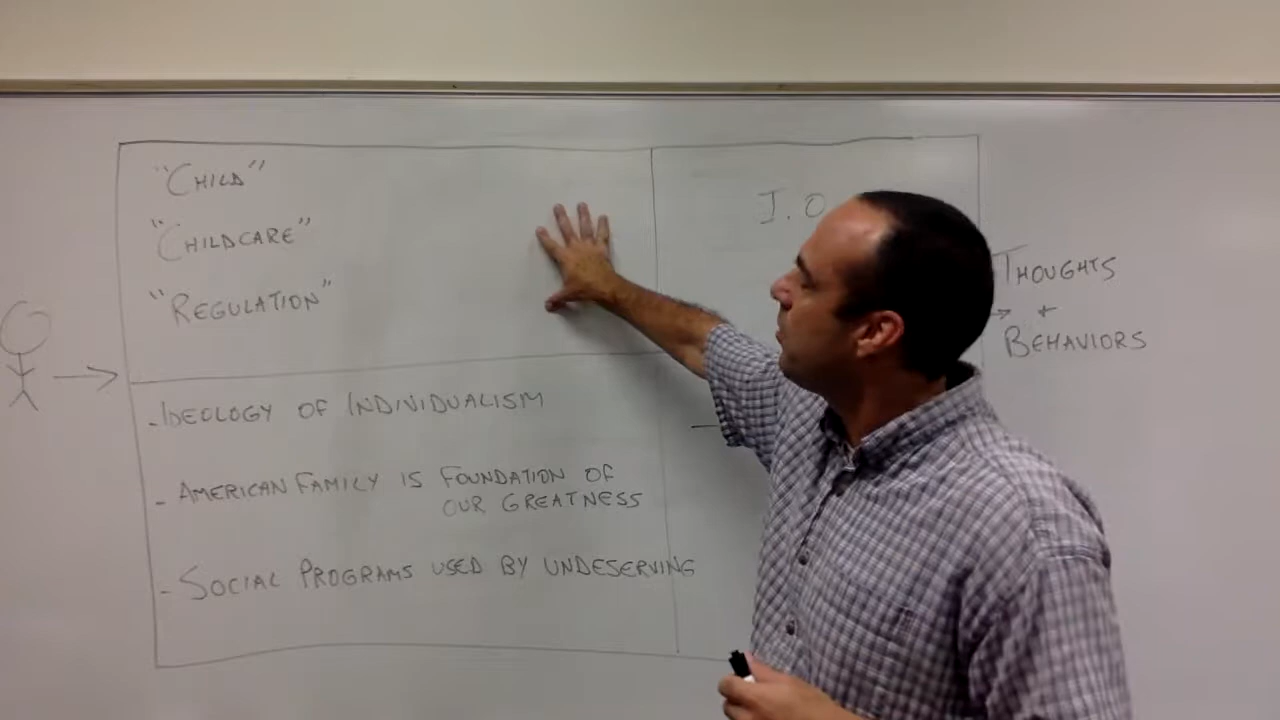 "CHILD"
"CHILDCARE"
"REGULATION"
- IDEOLOGY OF INDIVIDUALISM
- AMERICAN FAMILY IS FOUNDATION OF
OUR GREATNESS
- SOCIAL PROGRAMS USED BY UNDESERVING
I. O
THOUGHTS
+
BEHAVIORS